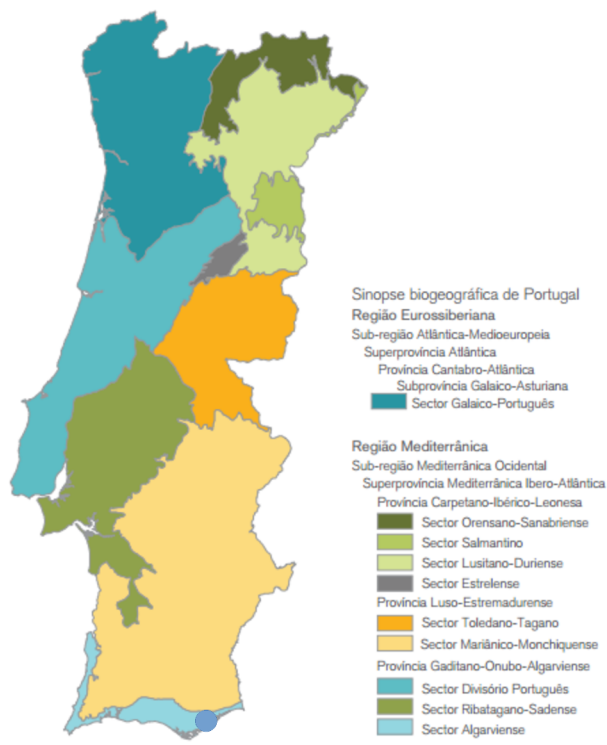 Sinopse biogeográfica de Portugal
Região Eurossiberiana
Sub-região Atlântica-Medioeuropeia
Superprovíncia Atlântica
Província Cantabro-Atlântica
Subprovíncia Galaico-Asturiana
Sector Galaico-Português
Região Mediterrânica
Sub-região Mediterrânica Ocidental
Superprovíncia Mediterrânica Ibero-Atlântica
Província Carpetano-Ibérico-Leonesa
Sector Orensano-Sanabriense
Sector Salmantino
Sector Lusitano-Duriense
Sector Estrelense
Província Luso-Estremadurense
Sector Toledano-Tagano
Sector Mariânico-Monchiquense
Província Gaditano-Onubo-Algarviense
Sector Divisório Português
Sector Ribatagano-Sadense
Sector Algarviense